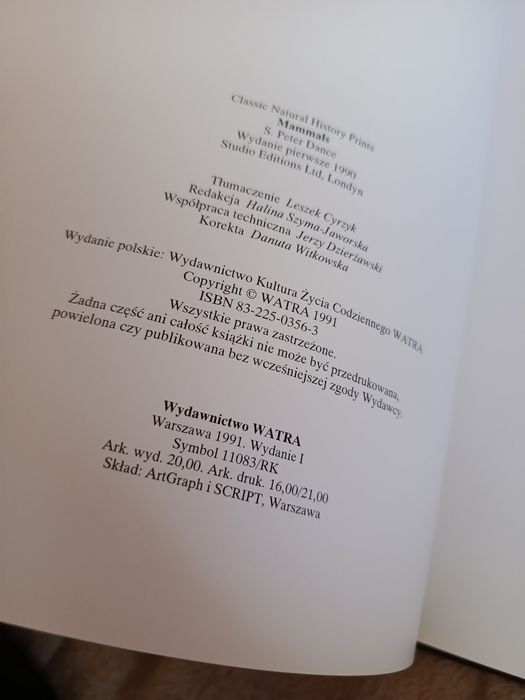 Classic Natural History Prints
Mammals
S. Peter Dance
Wydanie pierwsze 1990
Studio Editions Ltd, Londyn
Tłumaczenie Leszek Cyrzyk
Redakcja Halina Szyma-Jaworska
Współpraca techniczna Jerzy Dzierżawski
Korekta Danuta Witkowska
Wydanie polskie: Wydawnictwo Kultura Życia Codziennego WATRA
Copyright © WATRA 1991
ISBN 83-225-0356-3
Wszystkie prawa zastrzeżone.
Żadna część ani całość książki nie może być przedrukowana,
powielona czy publikowana bez wcześniejszej zgody Wydawcy.
Wydawnictwo WATRA
Warszawa 1991. Wydanie I
Symbol 11083/RK
Ark. wyd. 20,00. Ark. druk. 16,00/21,00
Skład: ArtGraph i SCRIPT, Warszawa